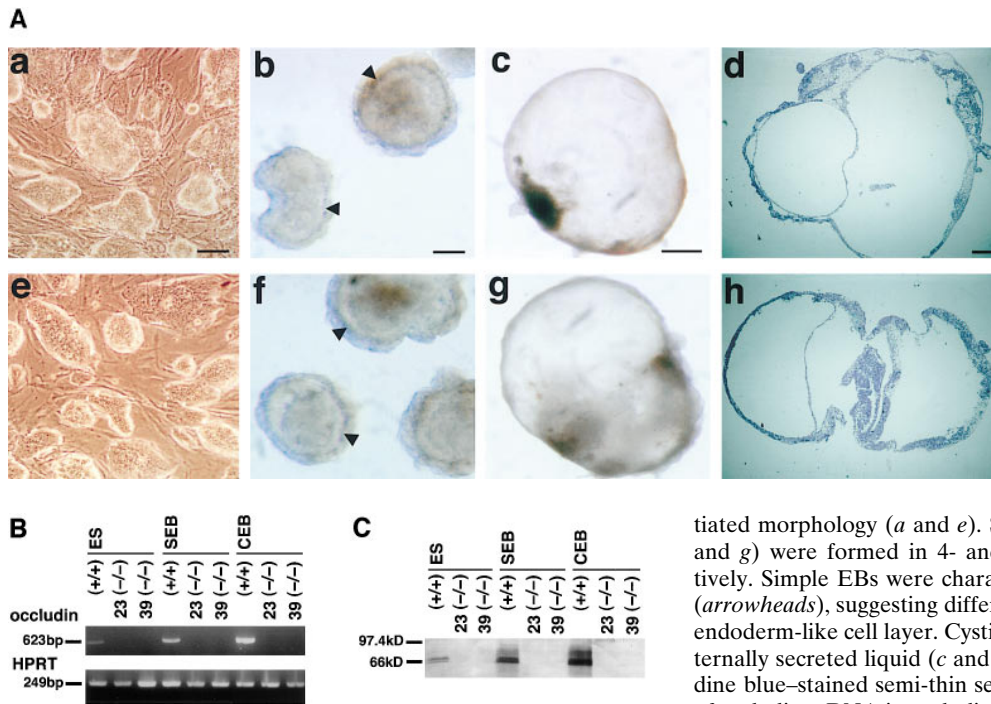 A
a b c d
e f g h
B
ES SEB CEB
(+/+) 23 (−/−) 39 (−/−) (+/+) 23 (−/−) 39 (−/−) (+/+) 23 (−/−) 39 (−/−)
occludin
623bp
HPRT
249bp
C
ES SEB CEB
(+/+) 23 (−/−) 39 (−/−) (+/+) 23 (−/−) 39 (−/−) (+/+) 23 (−/−) 39 (−/−)
97.4kD
66kD
tiated morphology (a and e). S
and g) were formed in 4- and
tively. Simple EBs were chara
(arrowheads), suggesting differ
endoderm-like cell layer. Cysti
ternally secreted liquid (c and
dine blue–stained semi-thin se